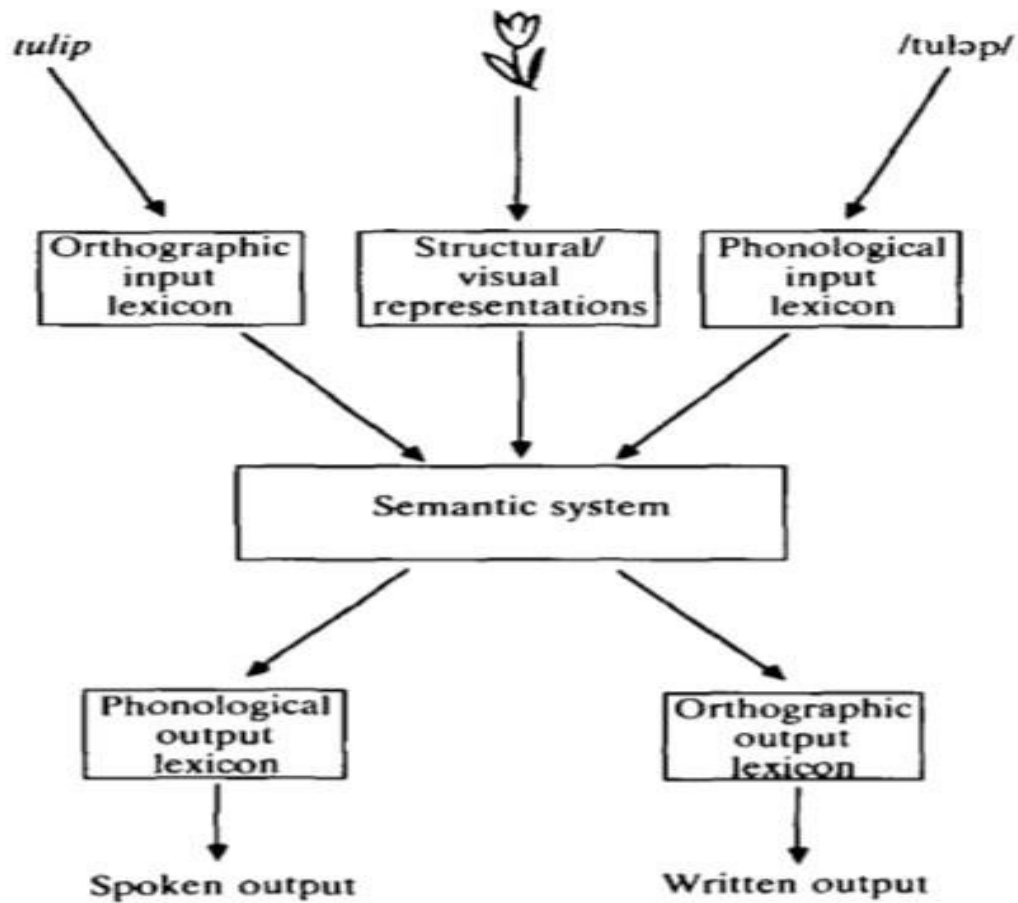 tulip
/tuləp/
Orthographic
input
lexicon
Structural/
visual
representations
Phonological
input
lexicon
Semantic system
Phonological
output
lexicon
Orthographic
output
lexicon
Spoken output
Written output